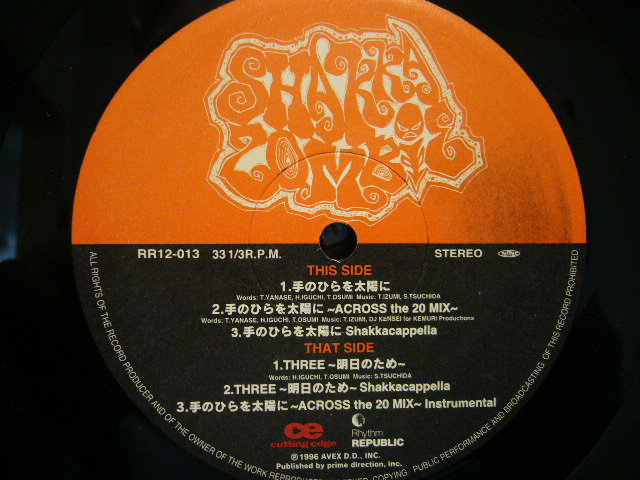 SHAKKA
ZOMBIE
RR12-013 33 1/3R.P.M. STEREO
THIS SIDE
1.手のひらを太陽に
Words: T.YANASE, H.IGUCHI, T.OSUMI Music: T.IZUMI, S.TSUCHIDA
2.手のひらを太陽に~ACROSS the 20 MIX~
Words: T.YANASE, H.IGUCHI, T.OSUMI Music: T.IZUMI, DJ KENSEI for KEMURI Productions
3.手のひらを太陽に Shakkacappella
THAT SIDE
1.THREE ~明日のため~
Words: H.IGUCHI, T.OSUMI Music: S.TSUCHIDA
2.THREE ~明日のため~ Shakkacappella
3.手のひらを太陽に~ACROSS the 20 MIX~ Instrumental
ce
cutting edge
Rhythm
REPUBLIC
℗ 1996 AVEX D.D., INC.
Published by prime direction, inc.
ALL RIGHTS OF THE RECORD PRODUCER AND OF THE OWNER OF THE WORK REPRODUCED COPYING PUBLIC PERFORMANCE AND BROADCASTING OF THIS RECORD PROHIBITED